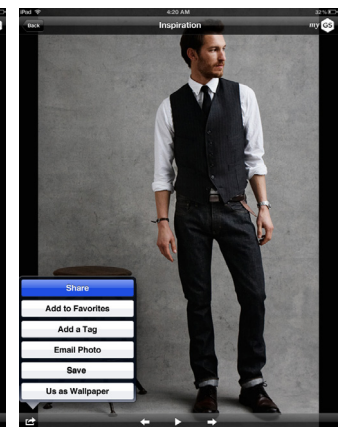 iPad 4:20 AM 32%
Back Inspiration my GS
Share
Add to Favorites
Add a Tag
Email Photo
Save
Us as Wallpaper